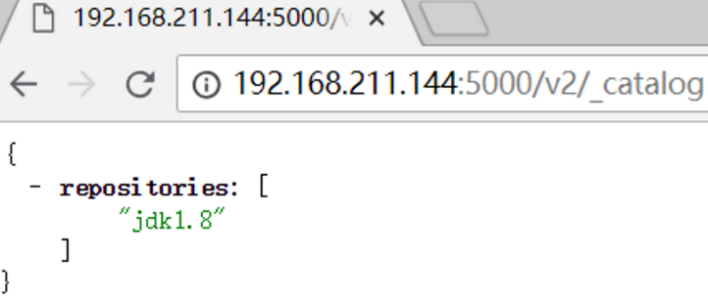 192.168.211.144:5000/v
192.168.211.144:5000/v2/_catalog
{
- repositories: [
"jdk1.8"
]
}